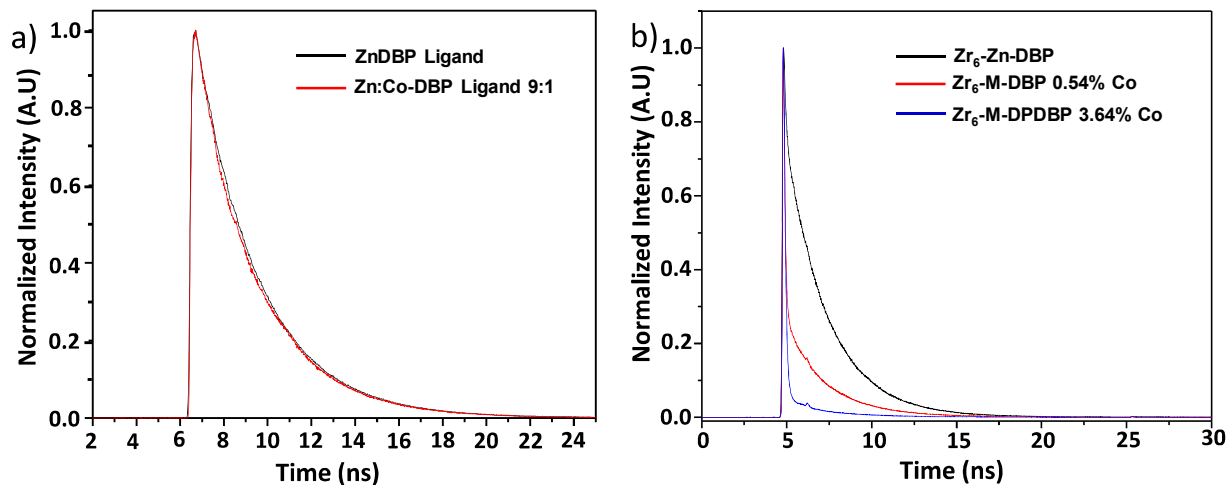 a)
Normalized Intensity (A.U)
1.0
0.8
0.6
0.4
0.2
0.0
ZnDBP Ligand
Zn:Co-DBP Ligand 9:1
2 4 6 8 10 12 14 16 18 20 22 24
Time (ns)
b)
Normalized Intensity (A.U)
1.0
0.8
0.6
0.4
0.2
0.0
Zr₆-Zn-DBP
Zr₆-M-DBP 0.54% Co
Zr₆-M-DPDBP 3.64% Co
0 5 10 15 20 25 30
Time (ns)